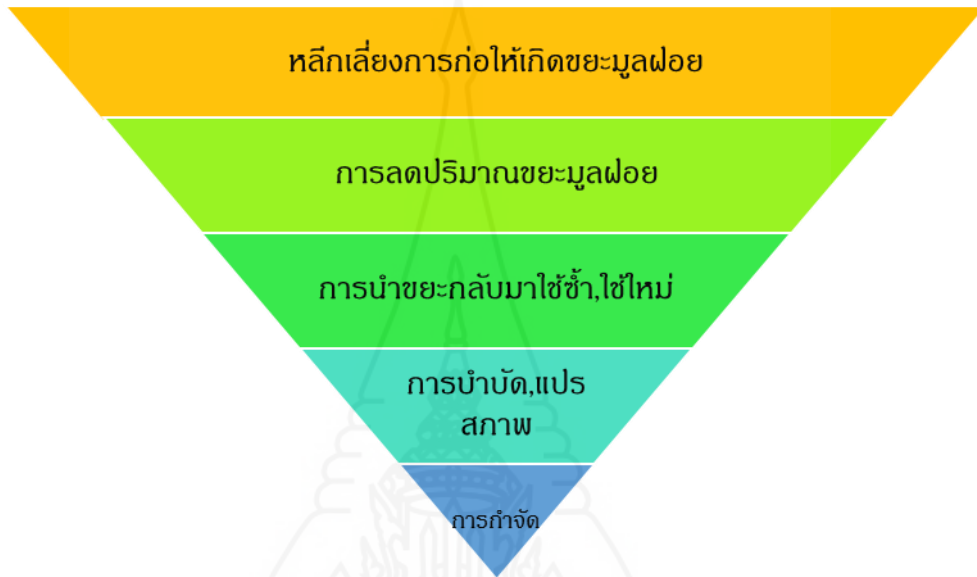 หลีกเลี่ยงการก่อให้เกิดขยะมูลฝอย
การลดปริมาณขยะมูลฝอย
การนำขยะกลับมาใช้ซ้ำ,ใช้ใหม่
การบำบัด,แปร
สภาพ
การกำจัด